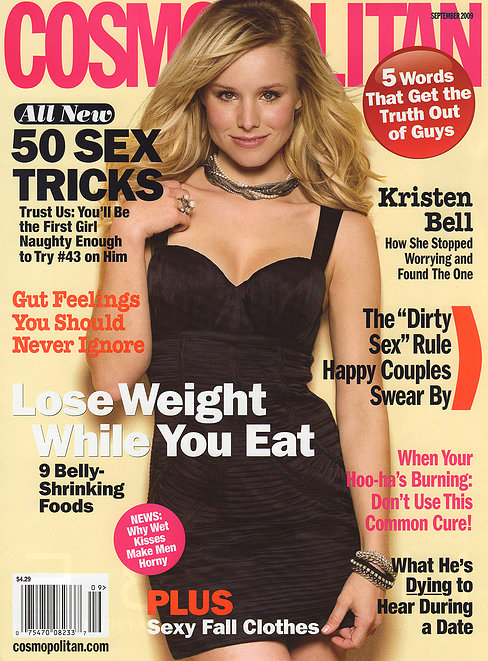 COSMOPOLITAN
SEPTEMBER 2009
5 Words
That Get the
Truth Out
of Guys
All New
50 SEX
TRICKS
Trust Us: You'll Be
the First Girl
Naughty Enough
to Try #43 on Him
Kristen
Bell
How She Stopped
Worrying and
Found The One
Gut Feelings
You Should
Never Ignore
The "Dirty
Sex" Rule
Happy Couples
Swear By
Lose Weight
While You Eat
9 Belly-
Shrinking
Foods
When Your
Hoo-ha's Burning:
Don't Use This
Common Cure!
NEWS:
Why Wet
Kisses
Make Men
Horny
What He's
Dying to
Hear During
a Date
PLUS
Sexy Fall Clothes
$4.29
09>
0 75470 08233 7
cosmopolitan.com